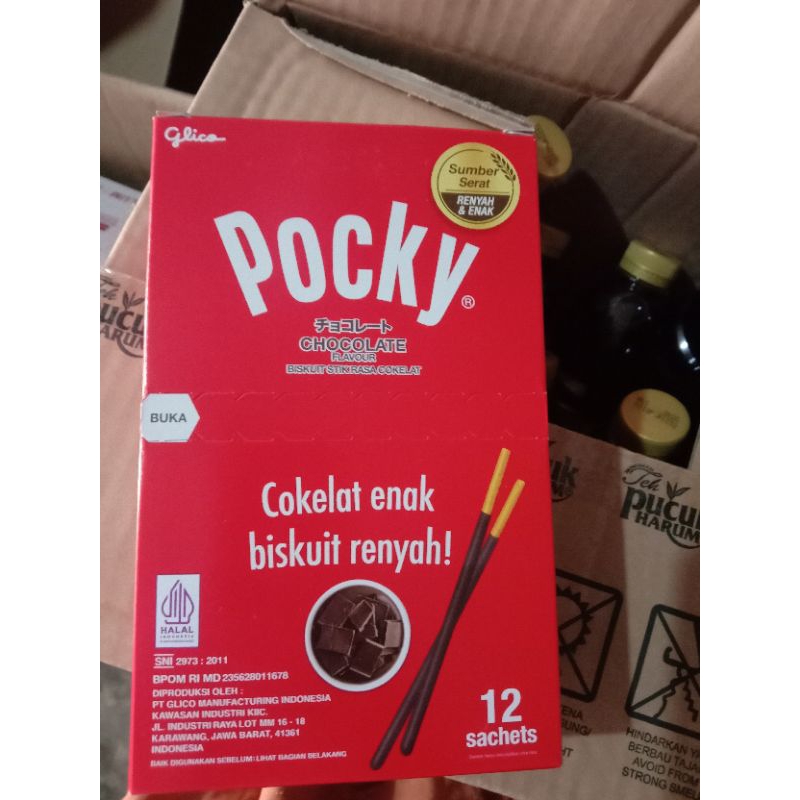 Glico
Sumber
Serat
RENYAH
& ENAK
Pocky®
チョコレート
CHOCOLATE
FLAVOUR
BISKUIT STIK RASA COKELAT
BUKA
Cokelat enak
biskuit renyah!
HALAL
INDONESIA
SNI 2973 : 2011
BPOM RI MD 235628011678
DIPRODUKSI OLEH :
PT GLICO MANUFACTURING INDONESIA
KAWASAN INDUSTRI KIIC.
JL. INDUSTRI RAYA LOT MM 16 - 18
KARAWANG, JAWA BARAT, 41361
INDONESIA
BAIK DIGUNAKAN SEBELUM: LIHAT BAGIAN BELAKANG
12
sachets
Teh
PUCUK
HARUM
Teh
PUCUK
HARUM
HINDARKAN
BERBAU
AVOID FROM
STRONG